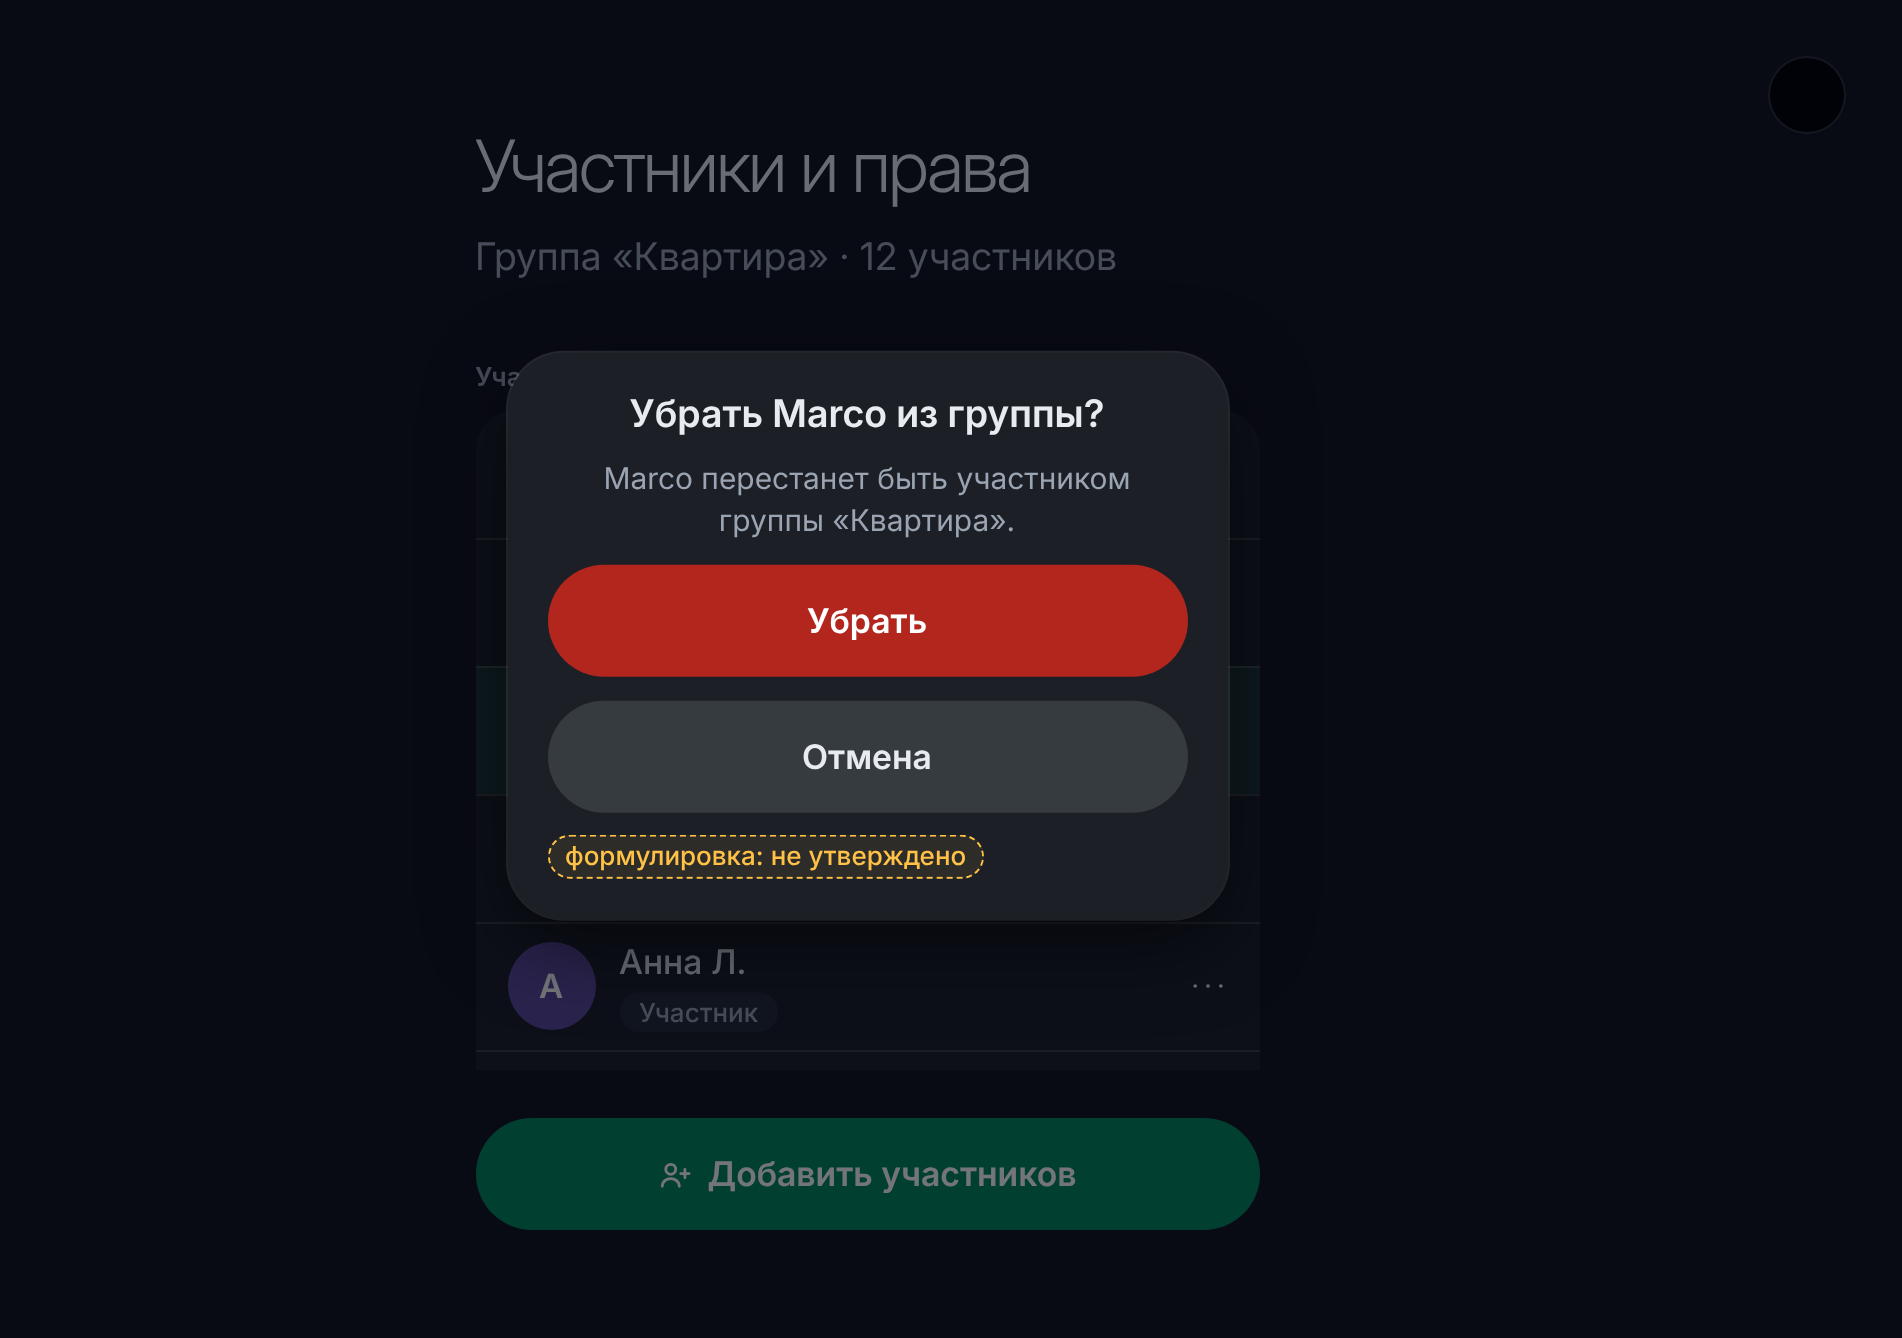 Участники и права
Группа «Квартира» · 12 участников
Убрать Marco из группы?
Marco перестанет быть участником
группы «Квартира».
Убрать
Отмена
формулировка: не утверждено
А
Анна Л.
Участник
Добавить участников